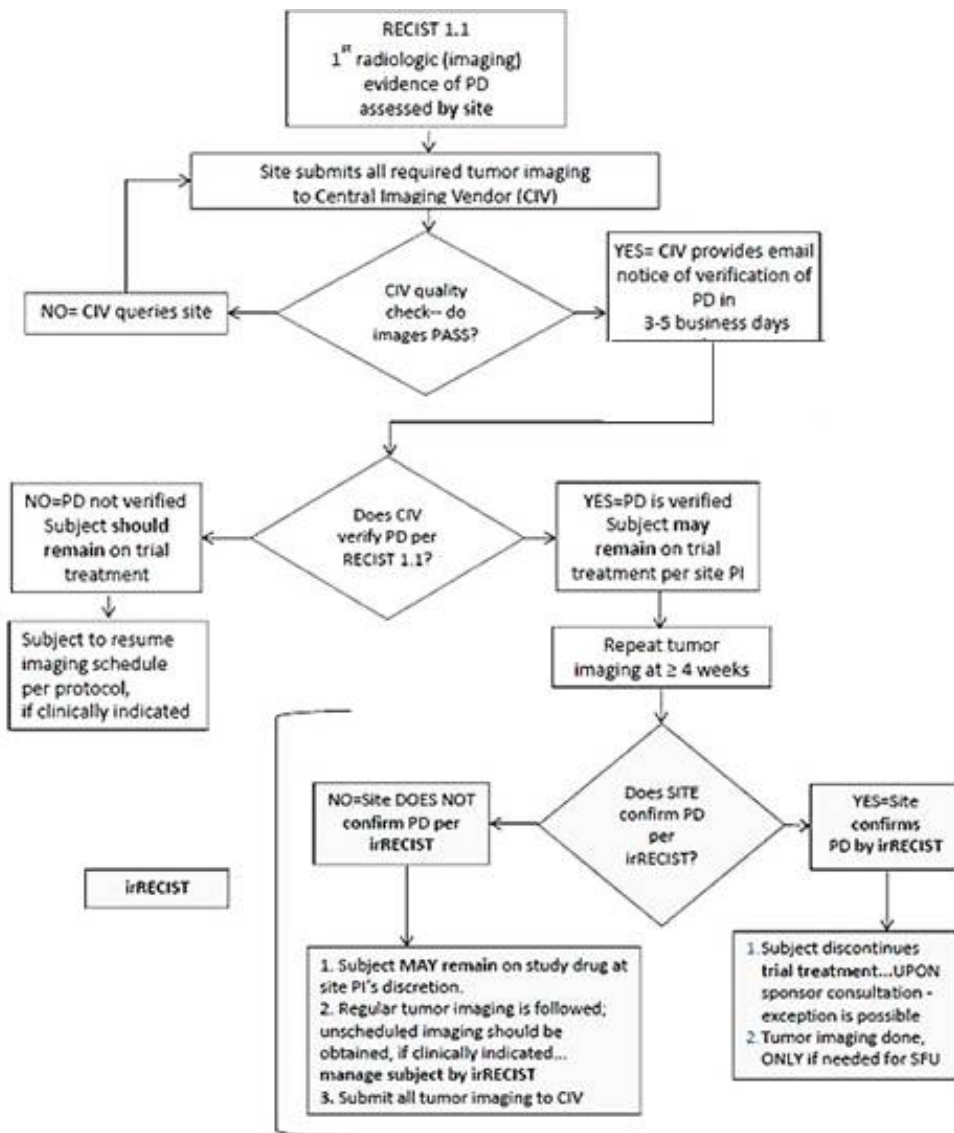 RECIST 1.1
1st radiologic (imaging)
evidence of PD
assessed by site
Site submits all required tumor imaging
to Central Imaging Vendor (CIV)
CIV quality
check-- do
images PASS?
NO= CIV queries site
YES= CIV provides email
notice of verification of
PD in
3-5 business days
Does CIV
verify PD per
RECIST 1.1?
NO=PD not verified
Subject should
remain on trial
treatment
YES=PD is verified
Subject may
remain on trial
treatment per site PI
Subject to resume
imaging schedule
per protocol,
if clinically indicated
Repeat tumor
imaging at ≥ 4 weeks
Does SITE
confirm PD
per
irRECIST?
NO=Site DOES NOT
confirm PD per
irRECIST
YES=Site
confirms
PD by irRECIST
irRECIST
1. Subject MAY remain on study drug at
site PI's discretion.
2. Regular tumor imaging is followed;
unscheduled imaging should be
obtained, if clinically indicated...
manage subject by irRECIST
3. Submit all tumor imaging to CIV
1. Subject discontinues
trial treatment...UPON
sponsor consultation -
exception is possible
2. Tumor imaging done,
ONLY if needed for SFU